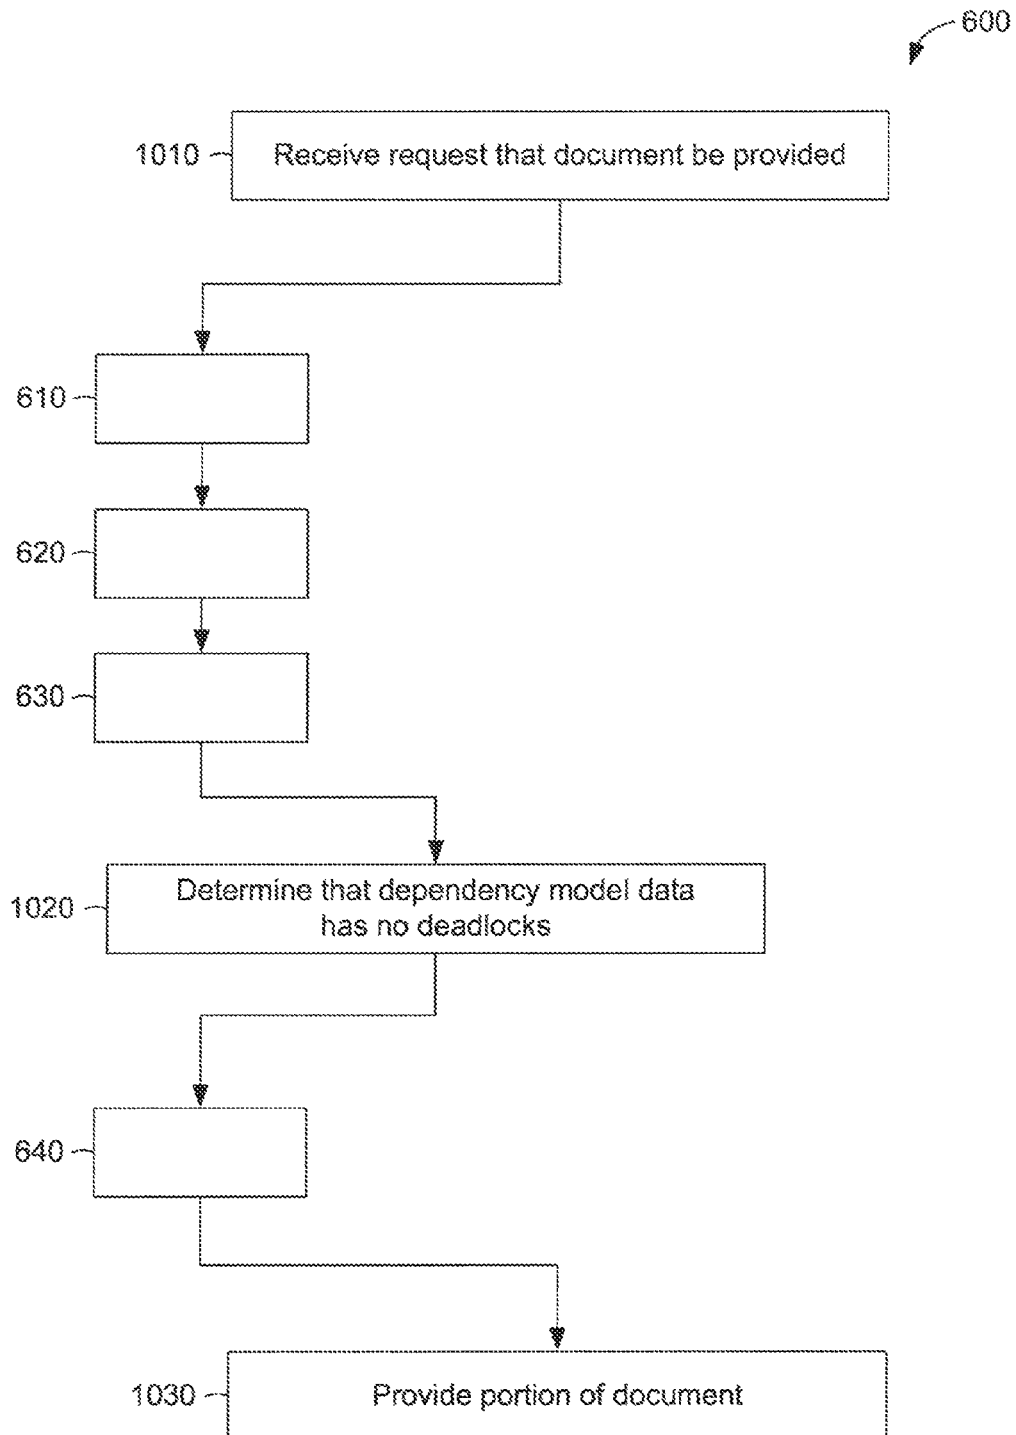 600
1010
Receive request that document be provided
610
620
630
1020
Determine that dependency model data
has no deadlocks
640
1030
Provide portion of document